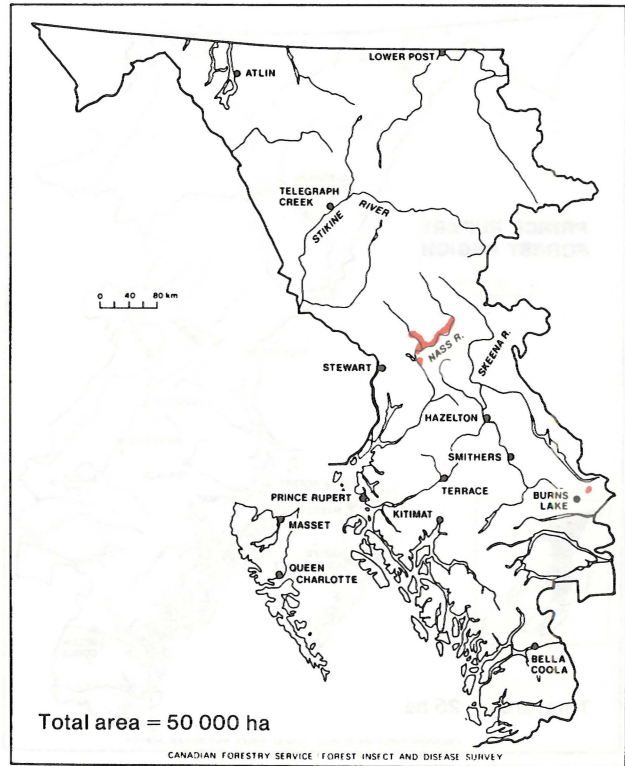 LOWER POST
ATLIN
TELEGRAPH
CREEK
STIKINE RIVER
0 40 80 km
NASS R.
SKEENA R.
STEWART
HAZELTON
SMITHERS
TERRACE
PRINCE RUPERT
KITIMAT
BURNS
LAKE
MASSET
QUEEN
CHARLOTTE
BELLA
COOLA
Total area = 50 000 ha
CANADIAN FORESTRY SERVICE FOREST INSECT AND DISEASE SURVEY